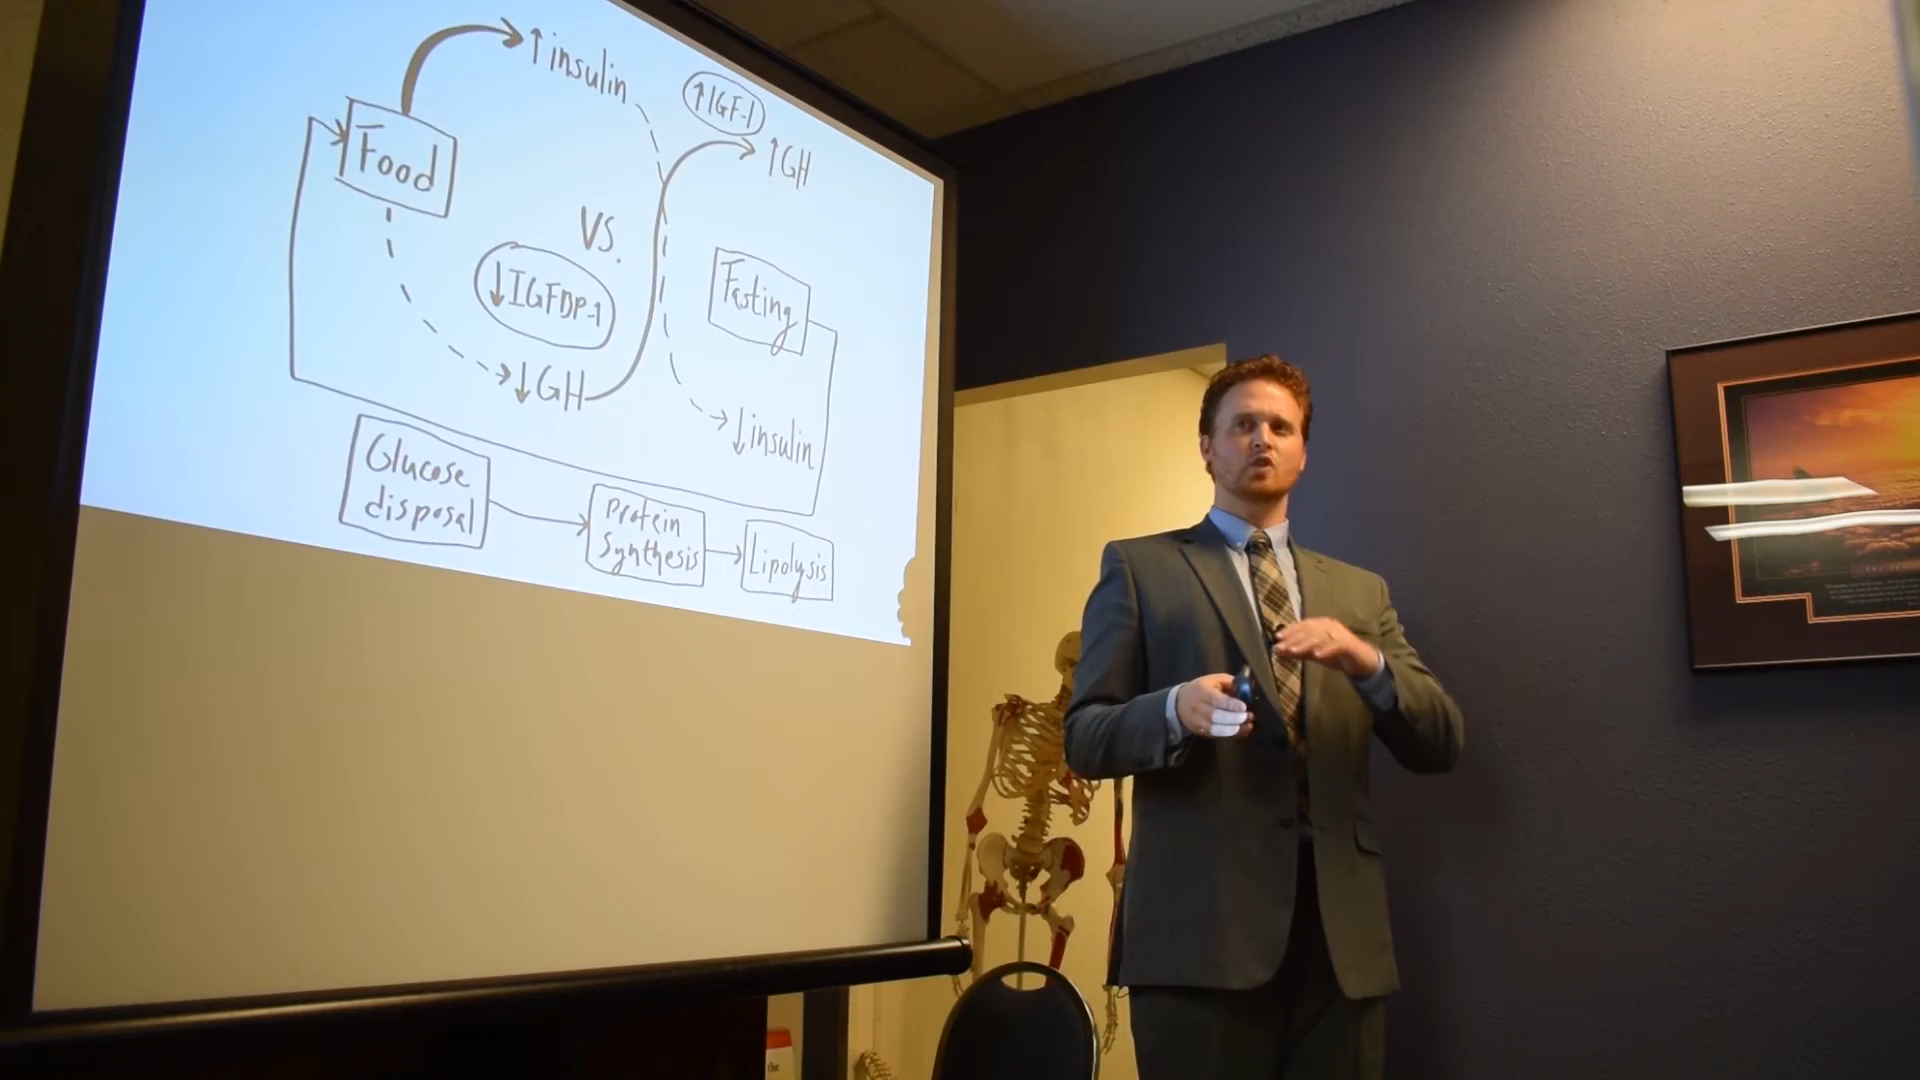 ↑insulin
↑IGF-1
↑GH
Food
VS.
Fasting
↓IGFBP-1
↓GH
↓insulin
Glucose
disposal
Protein
Synthesis
Lipolysis